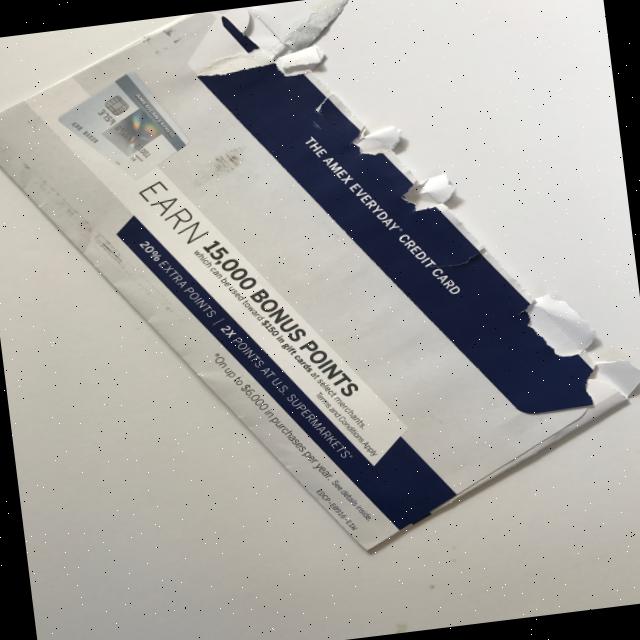 THE AMEX EVERYDAY® CREDIT CARD
EARN 15,000 BONUS POINTS
which can be used toward $150 in gift cards at select merchants.
Terms and Conditions Apply
20% EXTRA POINTS | 2X POINTS AT U.S. SUPERMARKETS*
*On up to $6,000 in purchases per year. See details inside.